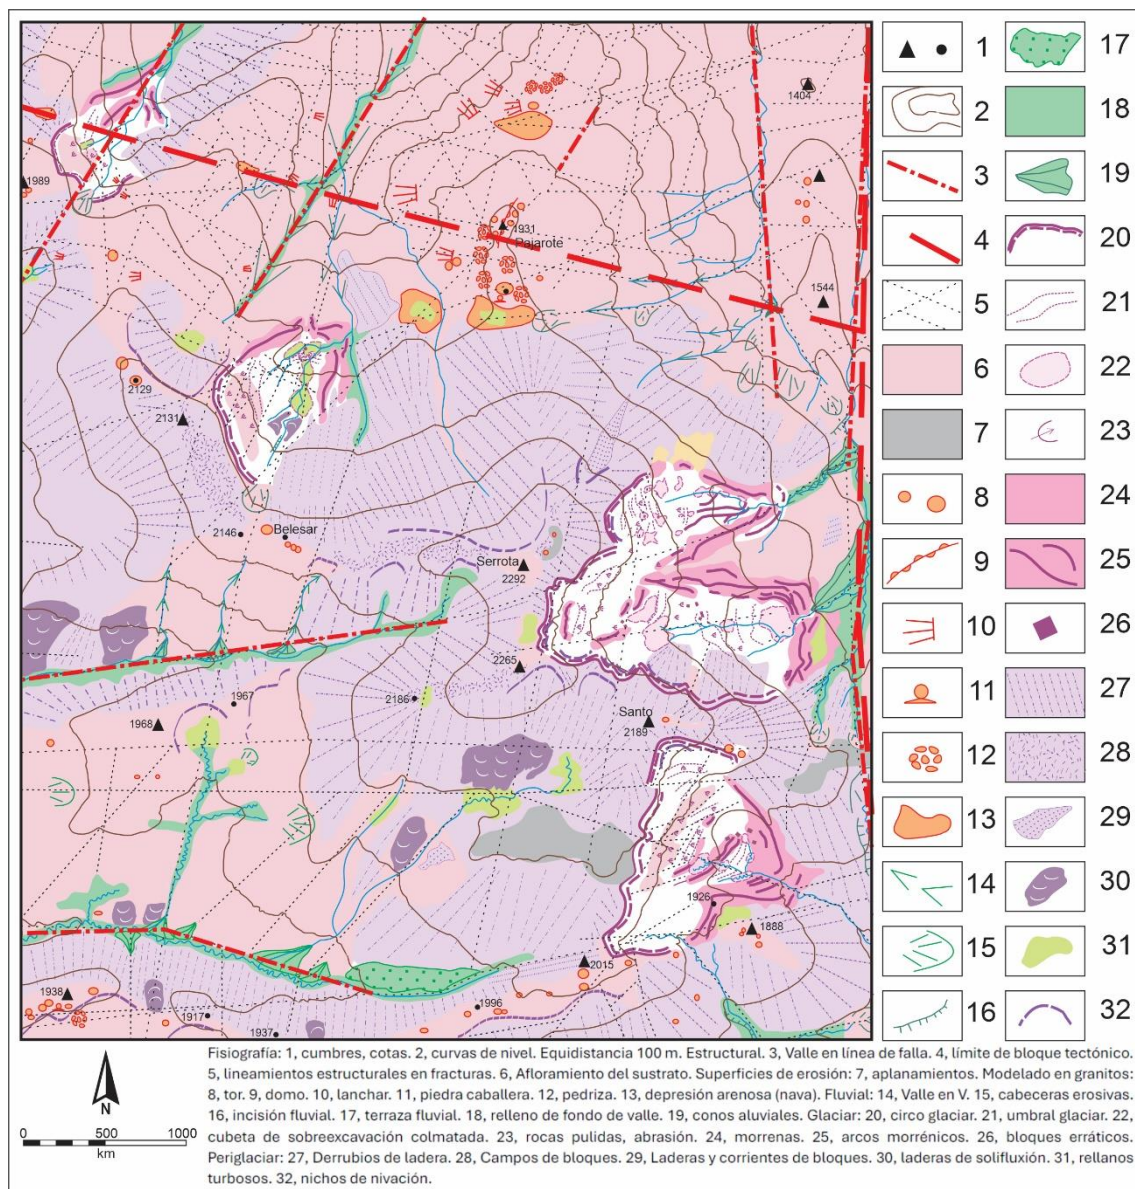 1 17
1404 2 18
1989 3 19
1931
Pajarote 4 20
1544 5 21
6 22
2129
2131 7 23
8 24
2146 Belesar
Serrota
2292 9 25
10 26
2265
2186 11 27
1967
1968 Santo
2189 12 28
13 29
14 30
1926
1888 15 31
2015
1938 1996 16 32
1917
1937
Fisiografía: 1, cumbres, cotas. 2, curvas de nivel. Equidistancia 100 m. Estructural. 3, Valle en línea de falla. 4, límite de bloque tectónico.
5, lineamientos estructurales en fracturas. 6, Afloramiento del sustrato. Superficies de erosión: 7, aplanamientos. Modelado en granitos:
8, tor. 9, domo. 10, lanchar. 11, piedra caballera. 12, pedriza. 13, depresión arenosa (nava). Fluvial: 14, Valle en V. 15, cabeceras erosivas.
16, incisión fluvial. 17, terraza fluvial. 18, relleno de fondo de valle. 19, conos aluviales. Glaciar: 20, circo glaciar. 21, umbral glaciar. 22,
cubeta de sobreexcavación colmatada. 23, rocas pulidas, abrasión. 24, morrenas. 25, arcos morrénicos. 26, bloques erráticos.
Periglaciar: 27, Derrubios de ladera. 28, Campos de bloques. 29, Laderas y corrientes de bloques. 30, laderas de solifluxión. 31, rellanos
turbosos. 32, nichos de nivación.
N
0 500 1000
km